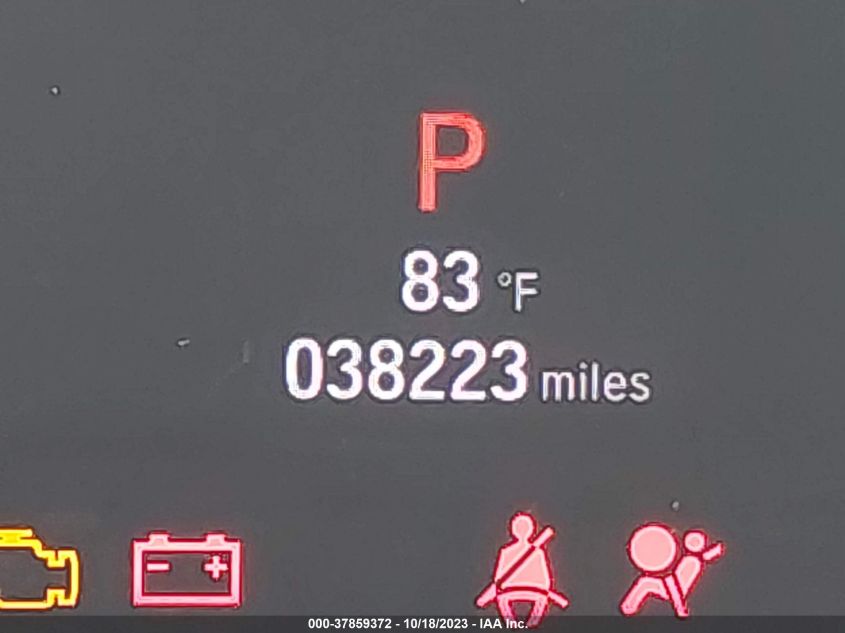 P
83 °F
038223 miles
000-37859372 - 10/18/2023 - IAA Inc.